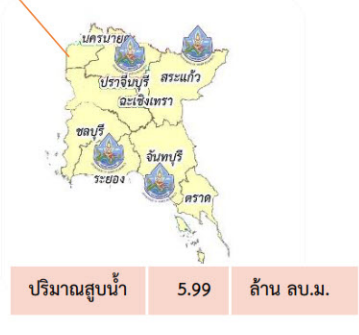 นครนายก
ปราจีนบุรี
สระแก้ว
ฉะเชิงเทรา
ชลบุรี
จันทบุรี
ระยอง
ตราด
ปริมาณสูบน้ำ 5.99 ล้าน ลบ.ม.